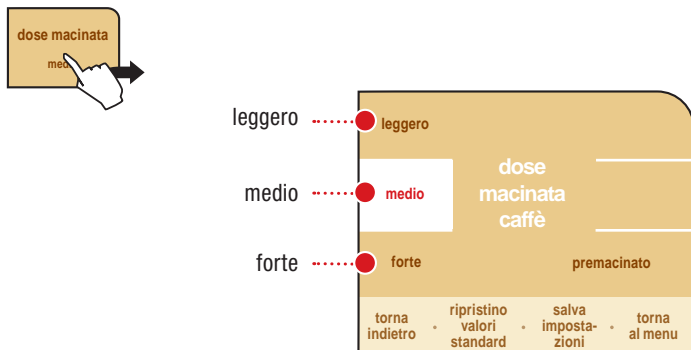 dose macinata
med
leggero
leggero
medio
medio
dose
macinata
caffè
forte
forte
premacinato
torna
indietro
ripristino
valori
standard
salva
imposta-
zioni
torna
al menu